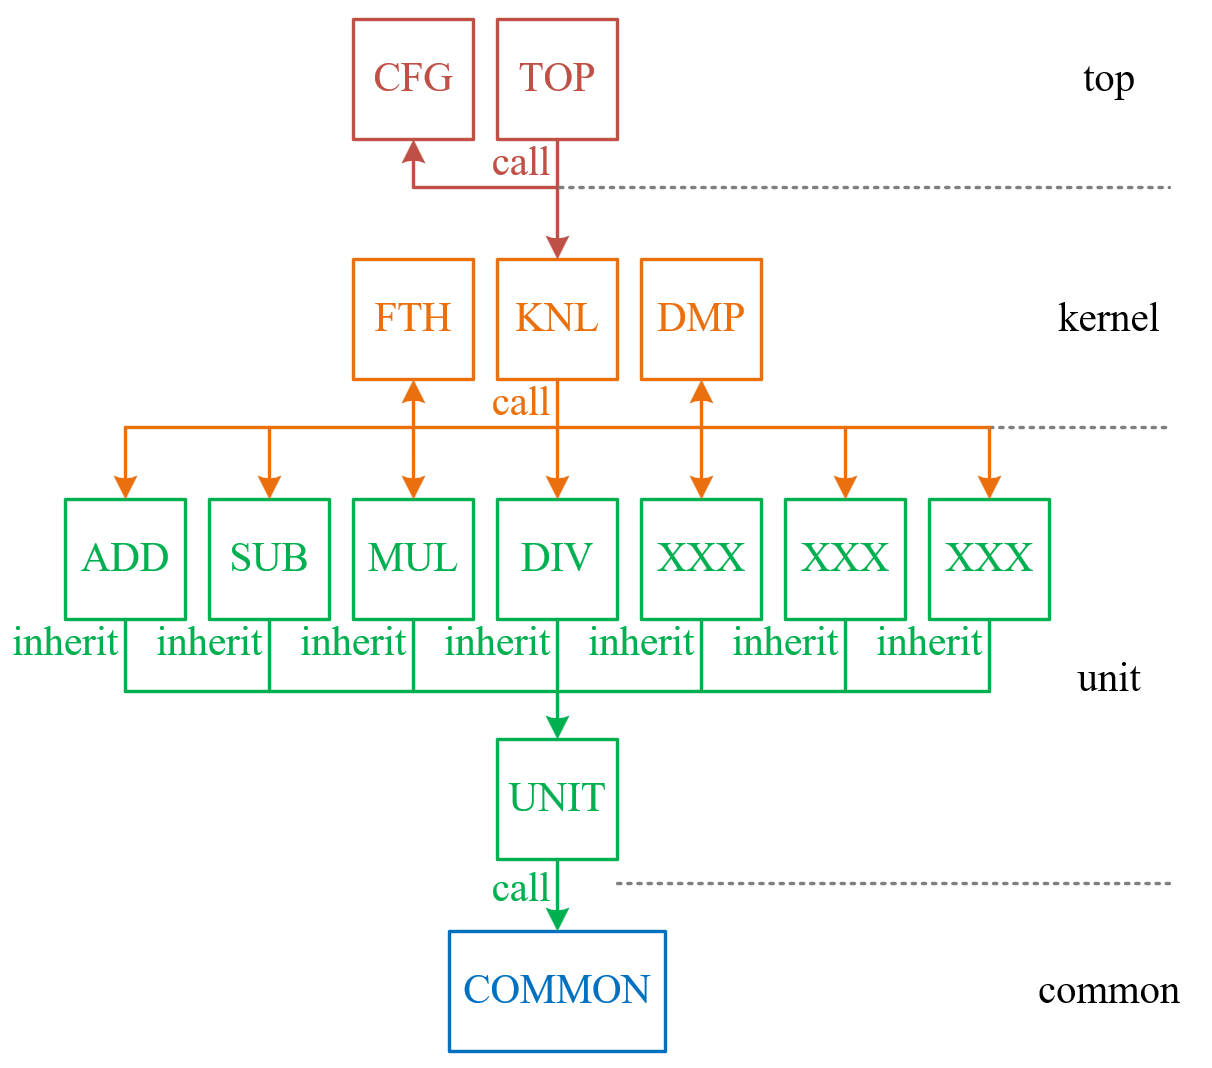 CFG TOP top
call
FTH KNL DMP kernel
call
ADD SUB MUL DIV XXX XXX XXX
inherit inherit inherit inherit inherit inherit inherit
unit
UNIT
call
COMMON common